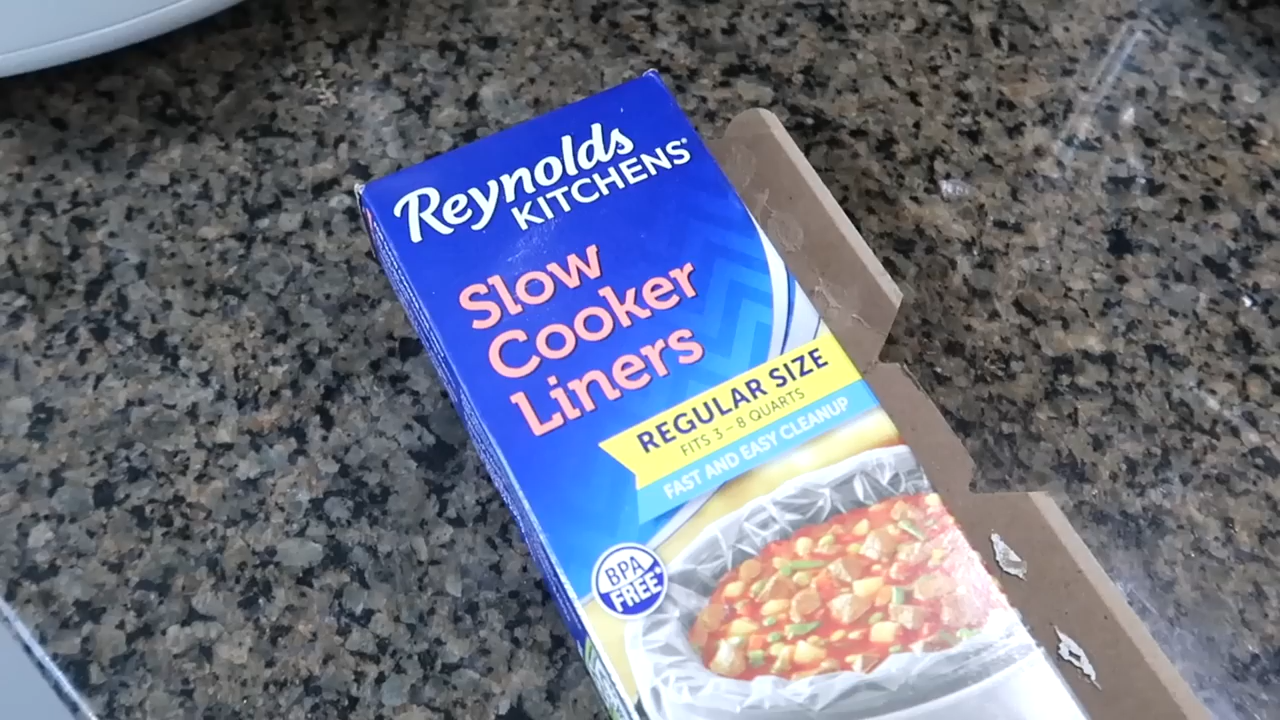 Reynolds
KITCHENS®
Slow
Cooker
Liners
REGULAR SIZE
FITS 3 – 8 QUARTS
FAST AND EASY CLEANUP
BPA
FREE*